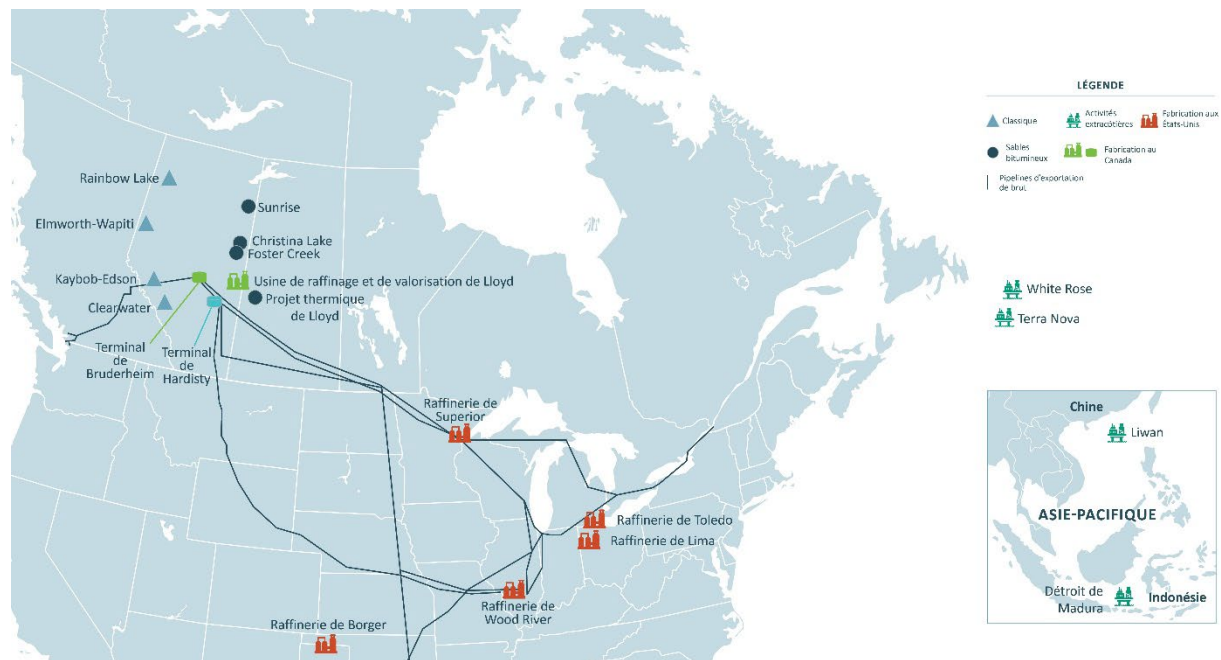 LÉGENDE
Classique
Activités
extracôtières
Fabrication aux
États-Unis
Sables
bitumineux
Fabrication au
Canada
Pipelines d'exportation
de brut
Rainbow Lake
Sunrise
Elmworth-Wapiti
Christina Lake
Foster Creek
Kaybob-Edson
Usine de raffinage et de valorisation de Lloyd
Clearwater
Projet thermique
de Lloyd
Terminal
de
Bruderheim
Terminal
de
Hardisty
White Rose
Terra Nova
Raffinerie de
Superior
Chine
Liwan
ASIE-PACIFIQUE
Raffinerie de Toledo
Raffinerie de Lima
Détroit de
Madura
Indonésie
Raffinerie de
Wood River
Raffinerie de Borger